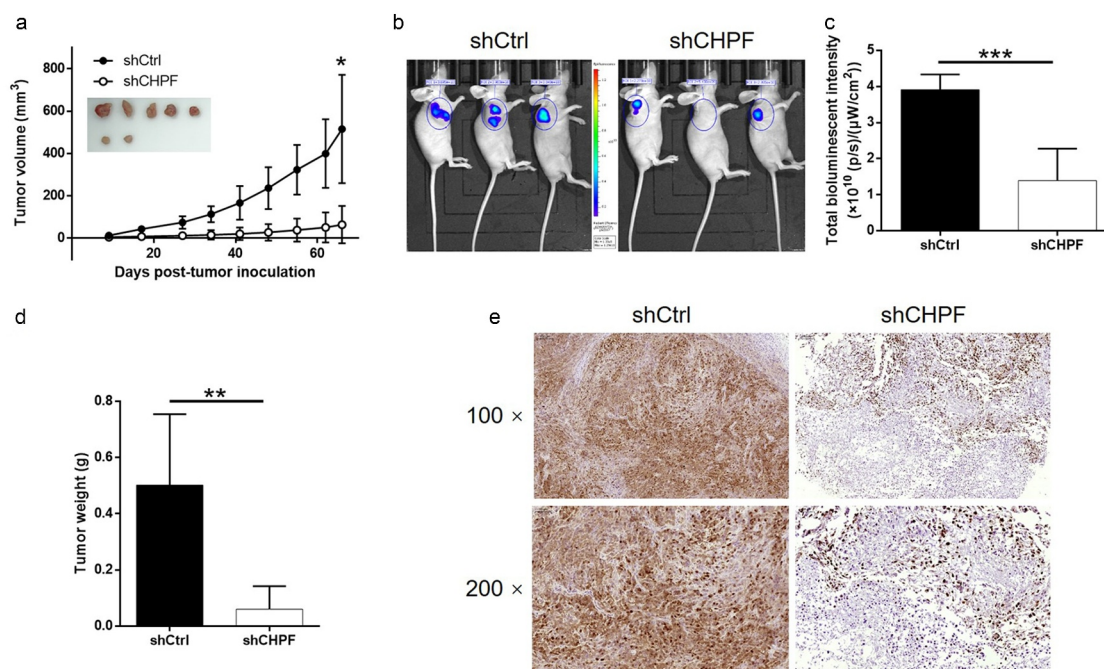 a
shCtrl
shCHPF
*
Tumor volume (mm3)
800
600
400
200
0
20
40
60
Days post-tumor inoculation
b
shCtrl
shCHPF
c
Total bioluminescent intensity
(×10^10 (p/s)/(μW/cm²))
5
4
3
2
1
0
***
shCtrl
shCHPF
d
Tumor weight (g)
0.8
0.6
0.4
0.2
0.0
**
shCtrl
shCHPF
e
shCtrl
shCHPF
100 ×
200 ×